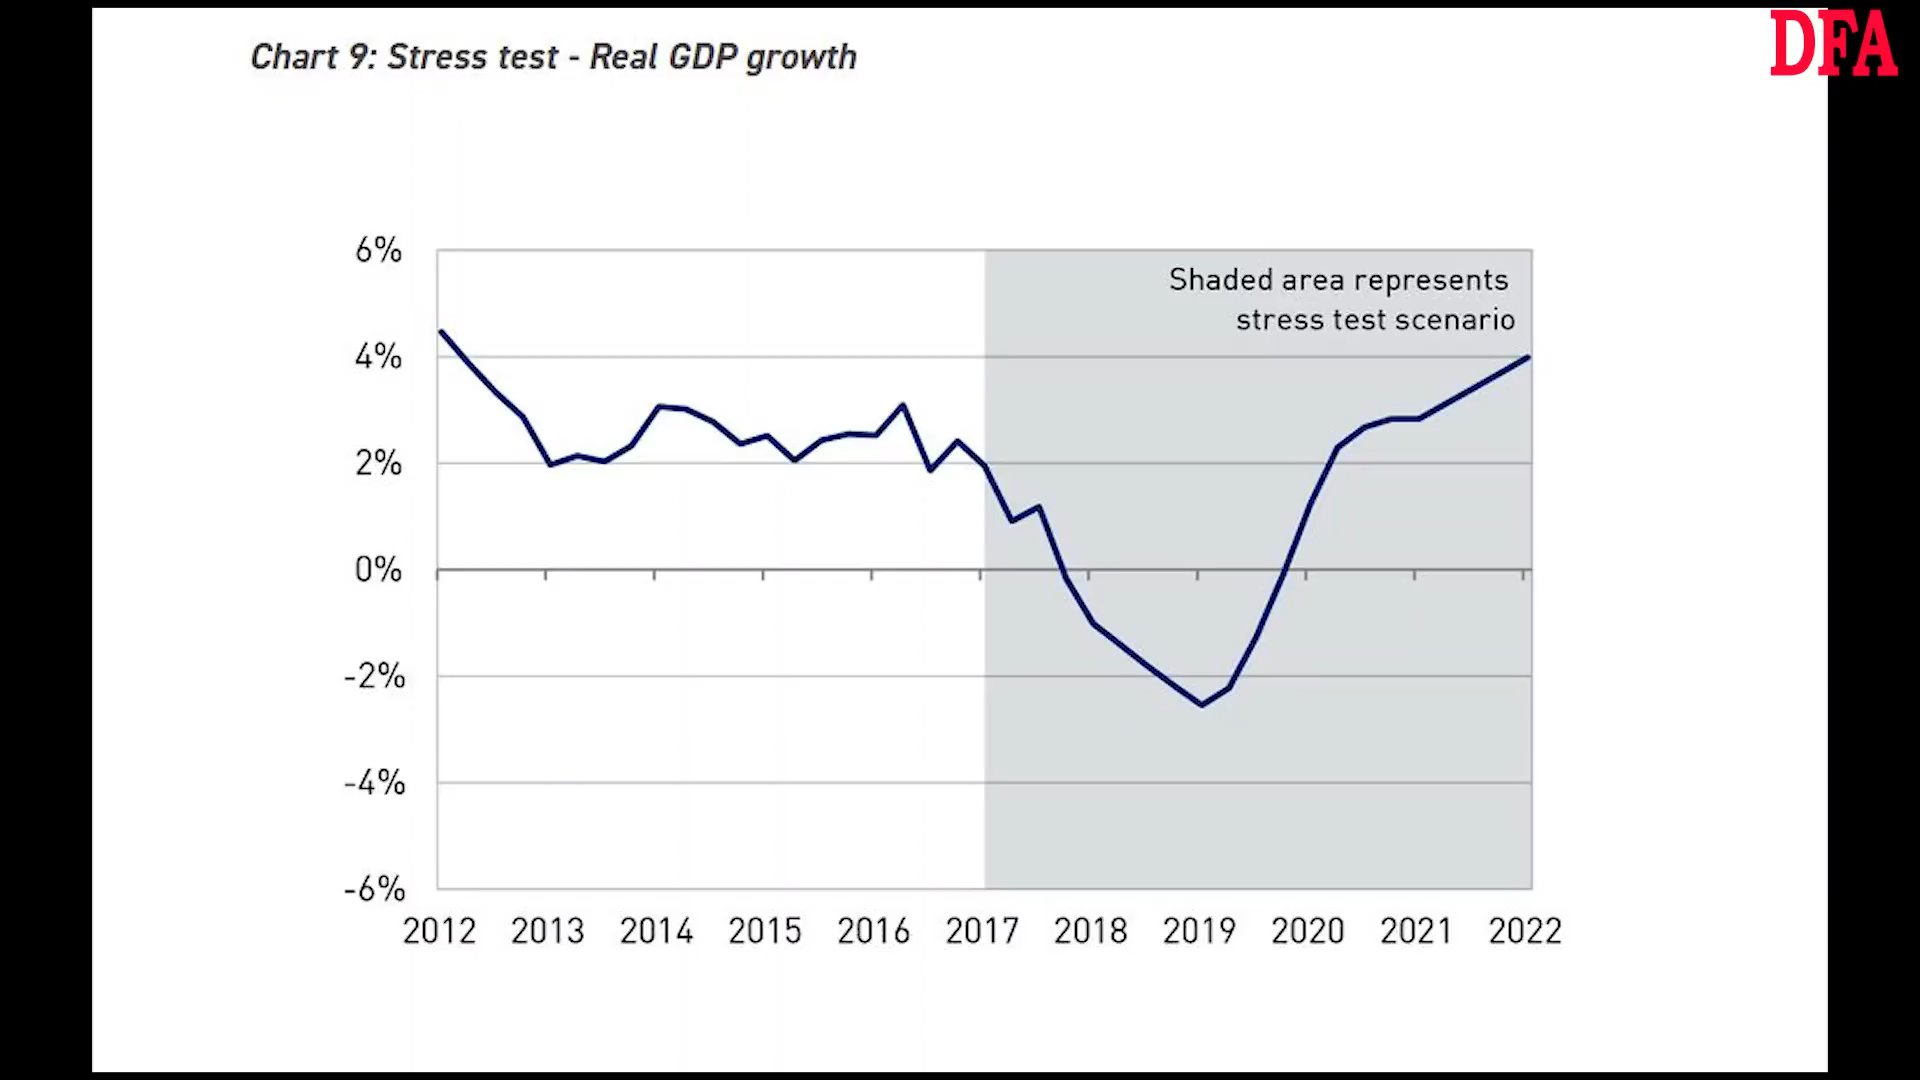 DFA
Chart 9: Stress test - Real GDP growth
6%
Shaded area represents
stress test scenario
4%
2%
0%
-2%
-4%
-6%
2012 2013 2014 2015 2016 2017 2018 2019 2020 2021 2022